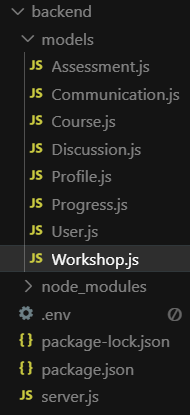 backend
models
JS Assessment.js
JS Communication.js
JS Course.js
JS Discussion.js
JS Profile.js
JS Progress.js
JS User.js
JS Workshop.js
node_modules
.env
{} package-lock.json
{} package.json
JS server.js